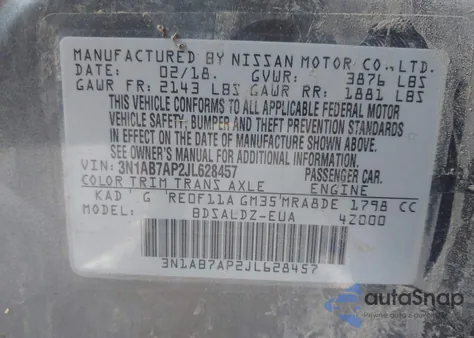 MANUFACTURED BY NISSAN MOTOR CO.,LTD.
DATE: 02/18. GVWR: 3876 LBS
GAWR FR: 2143 LBS GAWR RR: 1881 LBS
THIS VEHICLE CONFORMS TO ALL APPLICABLE FEDERAL MOTOR
VEHICLE SAFETY, BUMPER AND THEFT PREVENTION STANDARDS
IN EFFECT ON THE DATE OF MANUFACTURE SHOWN ABOVE.
SEE OWNER'S MANUAL FOR ADDITIONAL INFORMATION.
VIN: 3N1AB7AP2JL628457 PASSENGER CAR.
COLOR TRIM TRANS AXLE ENGINE
KAD G RE0F11A GM35 MRA8DE 1798 CC
BDSALDZ-EUA 42000
3N1AB7AP2JL628457
autoSnap